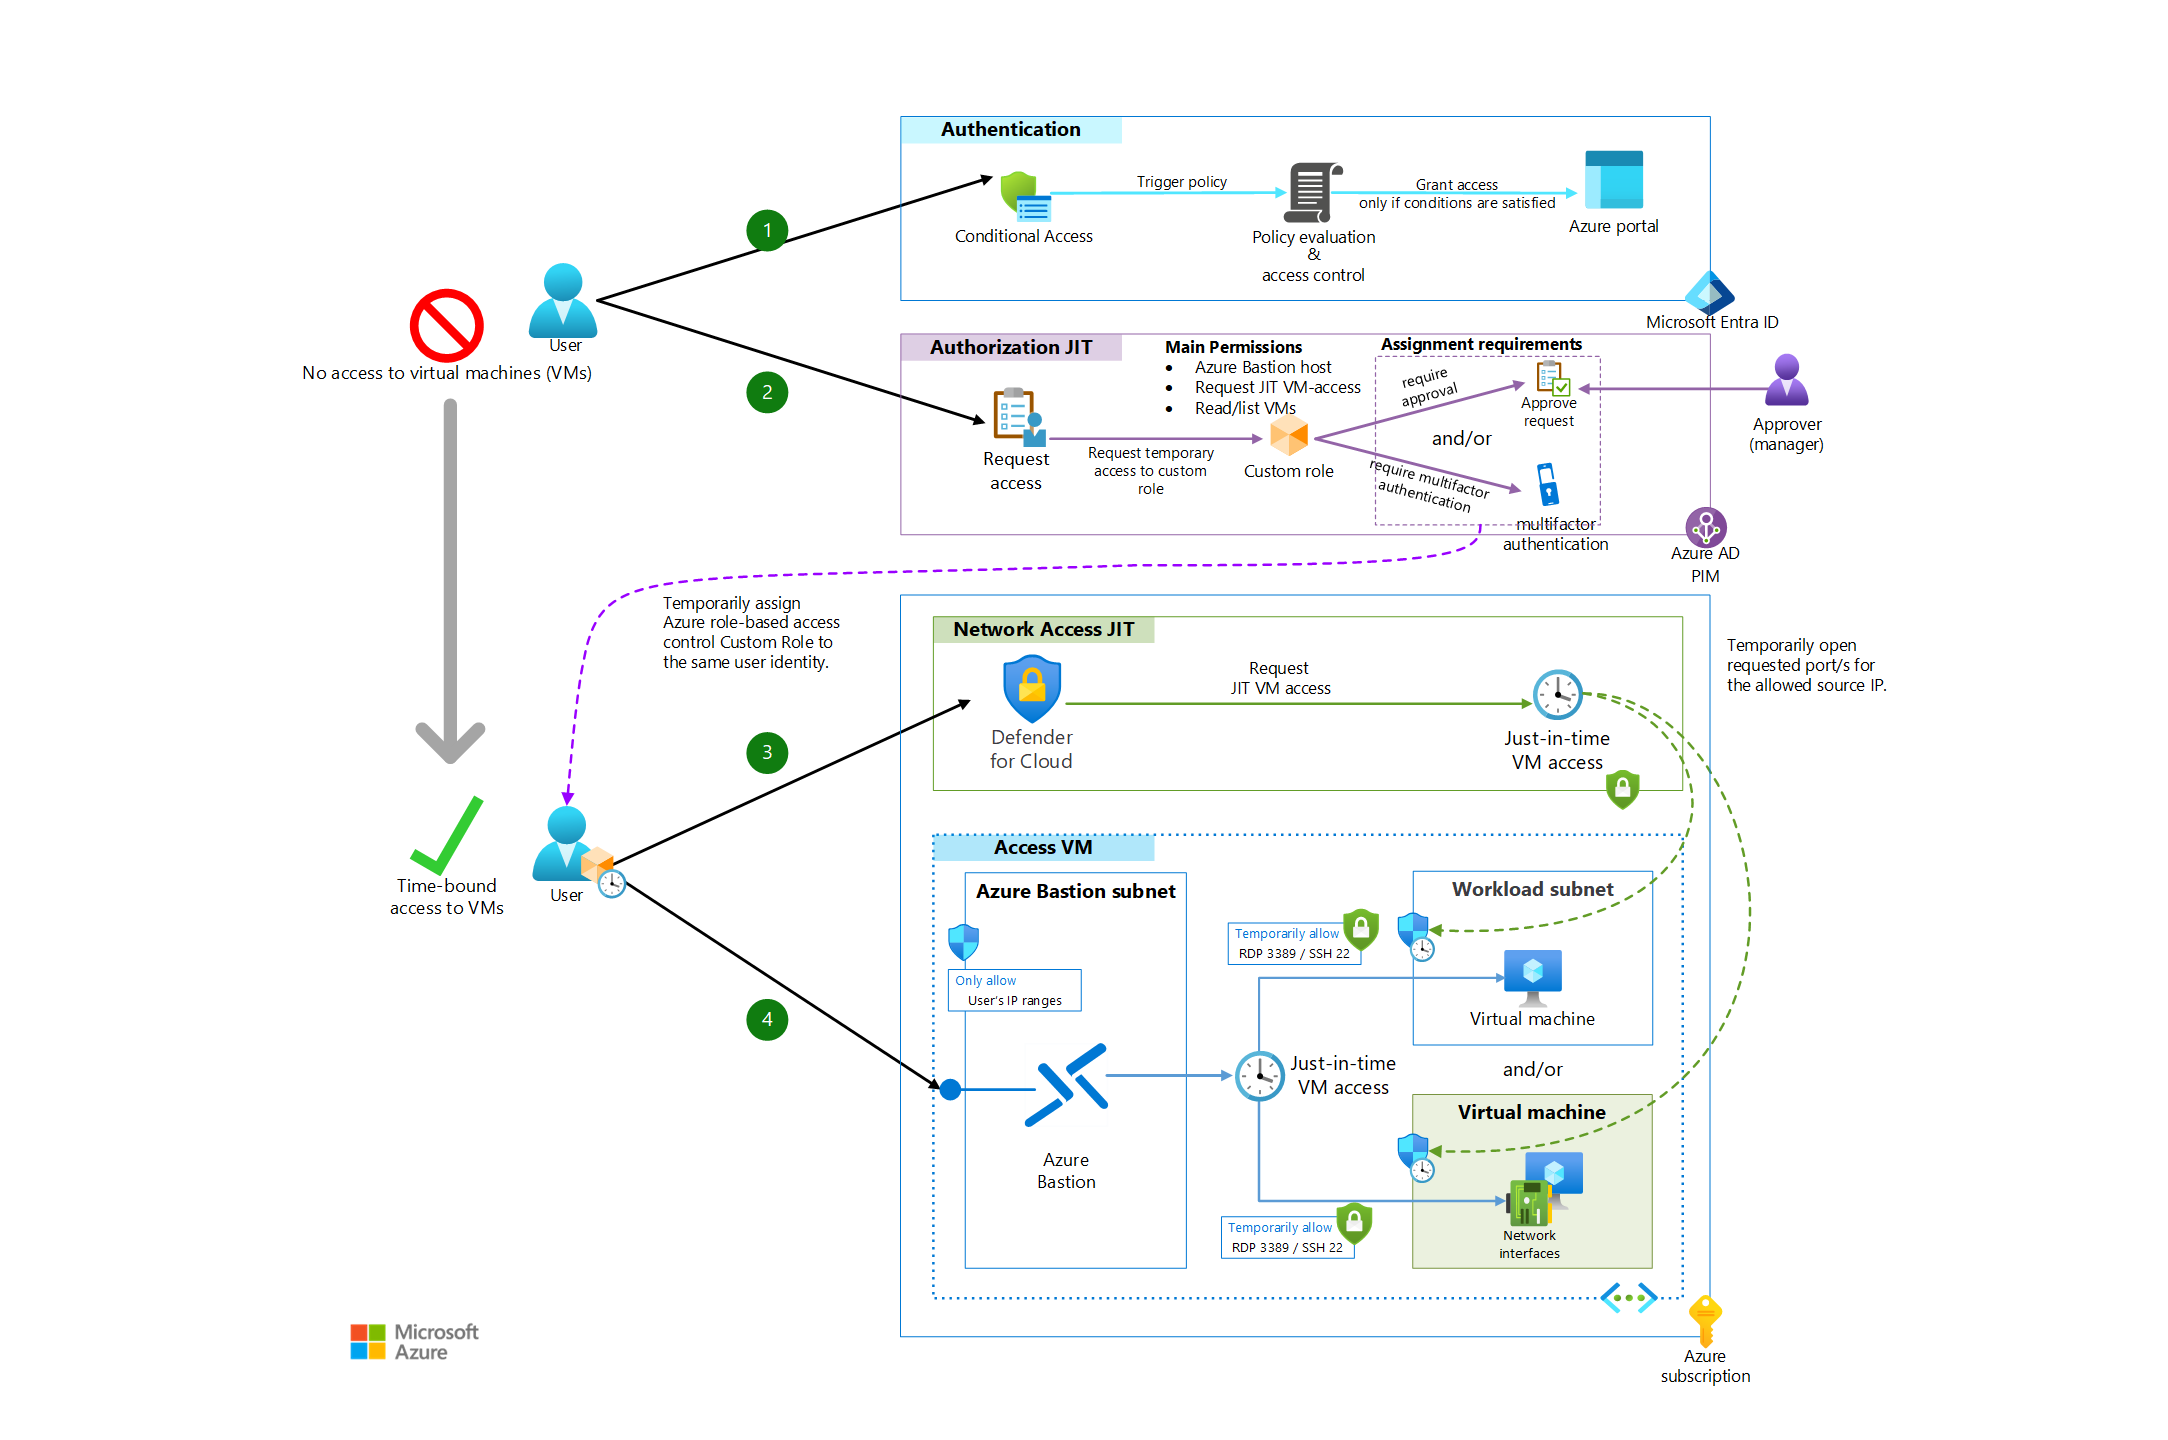 Authentication
Trigger policy
Grant access
only if conditions are satisfied
Conditional Access
Policy evaluation
&
access control
Azure portal
Microsoft Entra ID
1
User
No access to virtual machines (VMs)
2
Authorization JIT
Main Permissions
• Azure Bastion host
• Request JIT VM-access
• Read/list VMs
Assignment requirements
require
approval
Approve
request
and/or
require multifactor
authentication
multifactor
authentication
Request
access
Request temporary
access to custom
role
Custom role
Approver
(manager)
Azure AD
PIM
Temporarily assign
Azure role-based access
control Custom Role to
the same user identity.
Network Access JIT
Request
JIT VM access
Defender
for Cloud
Just-in-time
VM access
Temporarily open
requested port/s for
the allowed source IP.
3
Time-bound
access to VMs
User
4
Access VM
Azure Bastion subnet
Only allow
User's IP ranges
Azure
Bastion
Temporarily allow
RDP 3389 / SSH 22
Just-in-time
VM access
Workload subnet
Virtual machine
and/or
Virtual machine
Network
interfaces
Temporarily allow
RDP 3389 / SSH 22
Azure
subscription
Microsoft
Azure